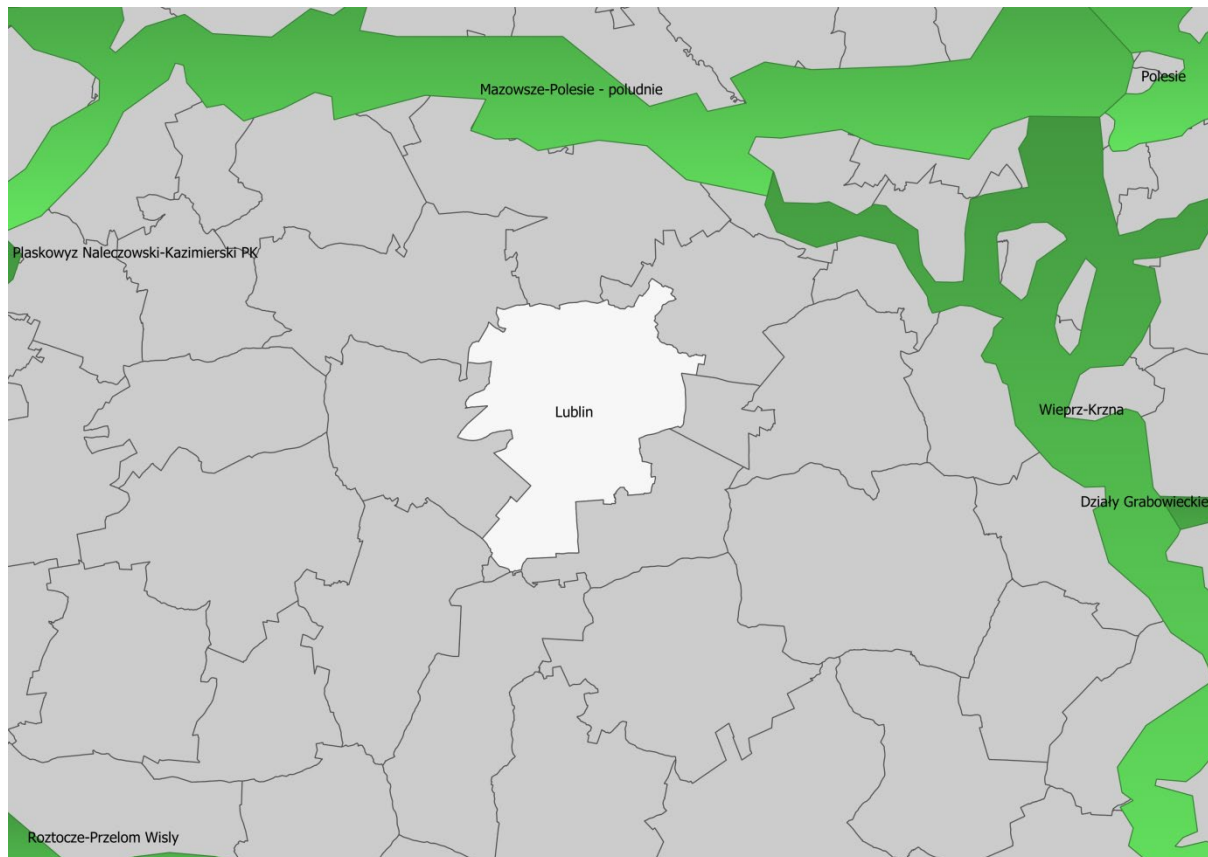 Polesie
Mazowsze-Polesie - poludnie
Plaskowyz Naleczowski-Kazimierski PK
Lublin
Wieprz-Krzna
Działy Grabowieckie
Roztocze-Przelom Wisly